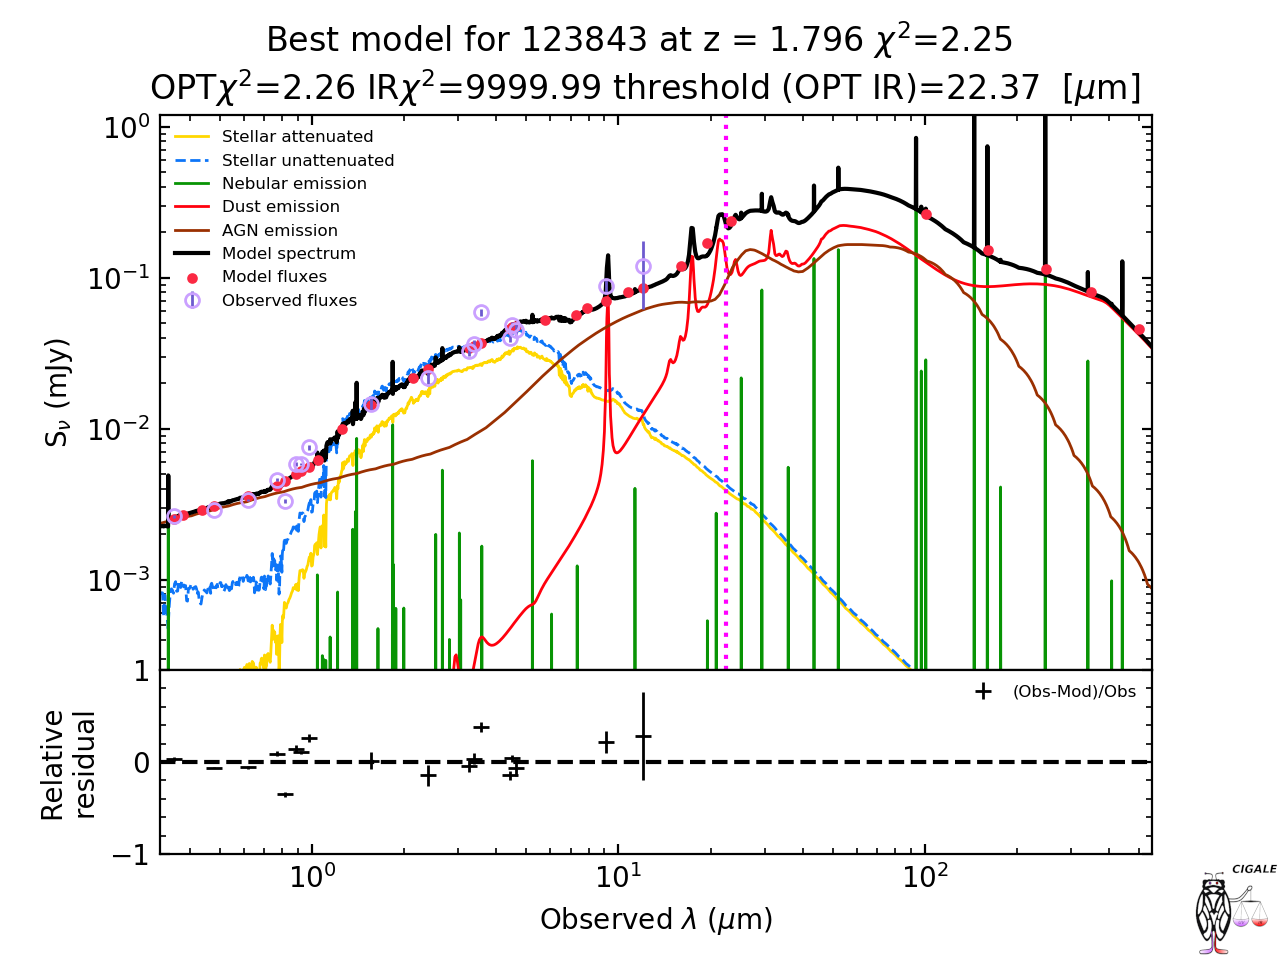 Best model for 123843 at z = 1.796 χ²=2.25
OPTχ²=2.26 IRχ²=9999.99 threshold (OPT IR)=22.37 [μm]
Stellar attenuated
Stellar unattenuated
Nebular emission
Dust emission
AGN emission
Model spectrum
Model fluxes
Observed fluxes
10⁰
10⁻¹
10⁻²
10⁻³
S_ν (mJy)
1
0
−1
Relative
residual
(Obs-Mod)/Obs
10⁰ 10¹ 10²
Observed λ (μm)
CIGALE